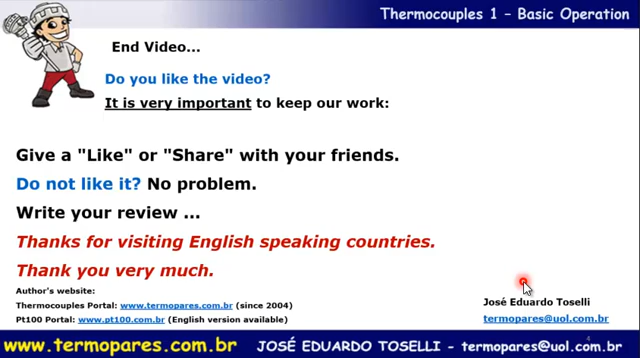 Thermocouples 1 – Basic Operation
End Video...
Do you like the video?
It is very important to keep our work:
Give a "Like" or "Share" with your friends.
Do not like it? No problem.
Write your review ...
Thanks for visiting English speaking countries.
Thank you very much.
Author's website:
Thermocouples Portal: www.termopares.com.br (since 2004)
Pt100 Portal: www.pt100.com.br (English version available)
José Eduardo Toselli
termopares@uol.com.br
www.termopares.com.br JOSÉ EDUARDO TOSELLI - termopares@uol.com.br
4